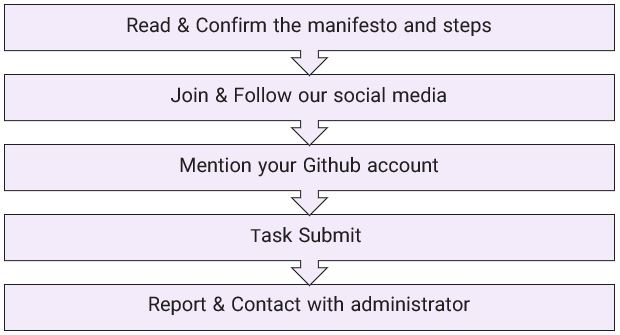 Read & Confirm the manifesto and steps
Join & Follow our social media
Mention your Github account
Task Submit
Report & Contact with administrator